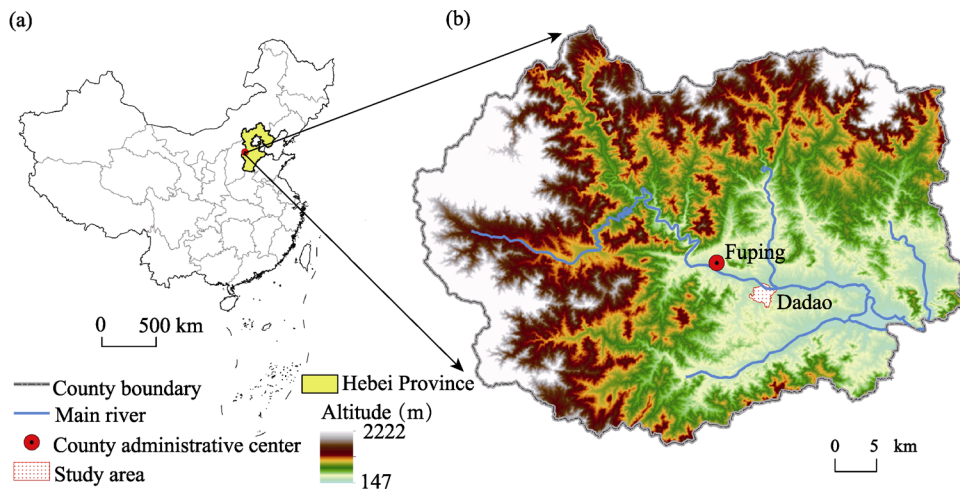 (a)
(b)
Fuping
Dadao
0 500 km
County boundary
Main river
County administrative center
Study area
Hebei Province
Altitude (m)
2222
147
0 5 km